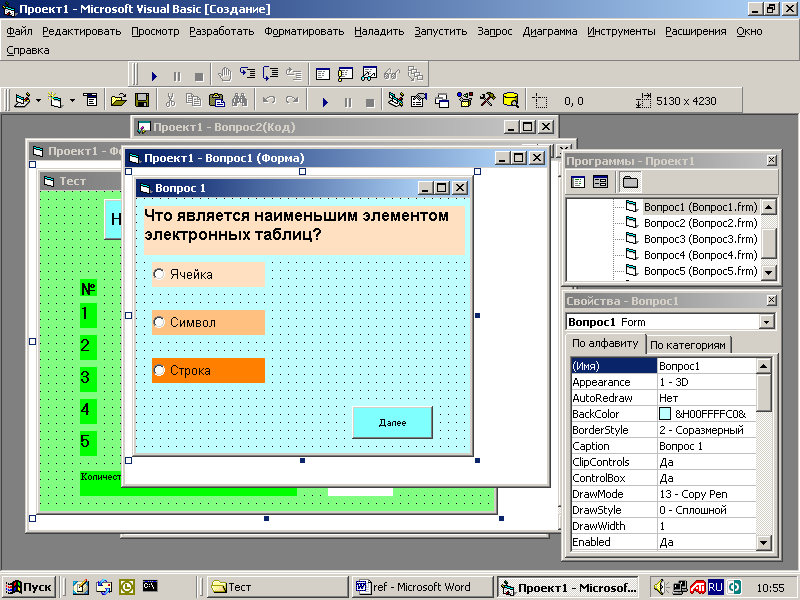 Проект1 - Microsoft Visual Basic [Создание]
Файл Редактировать Просмотр Разработать Форматировать Наладить Запустить Запрос Диаграмма Инструменты Расширения Окно
Справка
0, 0 5130 x 4230
Проект1 - Вопрос2(Код)
Проект1 - Ф
Проект1 - Вопрос1 (Форма)
Тест
Н
№
1
2
3
4
5
Количест
Вопрос 1
Что является наименьшим элементом
электронных таблиц?
Ячейка
Символ
Строка
Далее
Программы - Проект1
Вопрос1 (Вопрос1.frm)
Вопрос2 (Вопрос2.frm)
Вопрос3 (Вопрос3.frm)
Вопрос4 (Вопрос4.frm)
Вопрос5 (Вопрос5.frm)
Свойства - Вопрос1
Вопрос1 Form
По алфавиту По категориям
(Имя) Вопрос1
Appearance 1 - 3D
AutoRedraw Нет
BackColor &H00FFFFC0&
BorderStyle 2 - Соразмерный
Caption Вопрос 1
ClipControls Да
ControlBox Да
DrawMode 13 - Copy Pen
DrawStyle 0 - Сплошной
DrawWidth 1
Enabled Да
Пуск Тест ref - Microsoft Word Проект1 - Microsof... RU 10:55